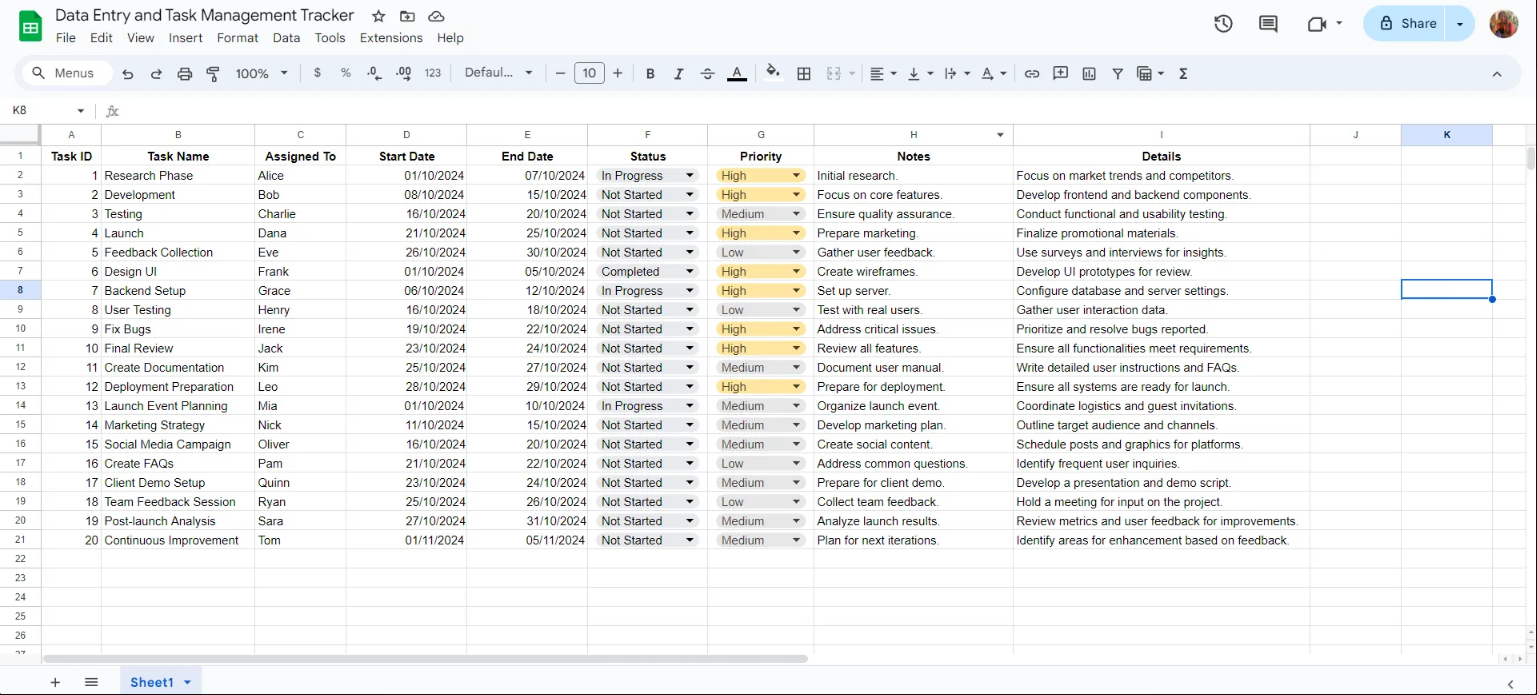 Data Entry and Task Management Tracker
File Edit View Insert Format Data Tools Extensions Help
Share
Menus 100% $ % .0 .00 123 Defaul... − 10 + B I S A A Σ
K8 fx
A B C D E F G H I J K
1 Task ID Task Name Assigned To Start Date End Date Status Priority Notes Details
2 1 Research Phase Alice 01/10/2024 07/10/2024 In Progress High Initial research. Focus on market trends and competitors.
3 2 Development Bob 08/10/2024 15/10/2024 Not Started High Focus on core features. Develop frontend and backend components.
4 3 Testing Charlie 16/10/2024 20/10/2024 Not Started Medium Ensure quality assurance. Conduct functional and usability testing.
5 4 Launch Dana 21/10/2024 25/10/2024 Not Started High Prepare marketing. Finalize promotional materials.
6 5 Feedback Collection Eve 26/10/2024 30/10/2024 Not Started Low Gather user feedback. Use surveys and interviews for insights.
7 6 Design UI Frank 01/10/2024 05/10/2024 Completed High Create wireframes. Develop UI prototypes for review.
8 7 Backend Setup Grace 06/10/2024 12/10/2024 In Progress High Set up server. Configure database and server settings.
9 8 User Testing Henry 16/10/2024 18/10/2024 Not Started Low Test with real users. Gather user interaction data.
10 9 Fix Bugs Irene 19/10/2024 22/10/2024 Not Started High Address critical issues. Prioritize and resolve bugs reported.
11 10 Final Review Jack 23/10/2024 24/10/2024 Not Started High Review all features. Ensure all functionalities meet requirements.
12 11 Create Documentation Kim 25/10/2024 27/10/2024 Not Started Medium Document user manual. Write detailed user instructions and FAQs.
13 12 Deployment Preparation Leo 28/10/2024 29/10/2024 Not Started High Prepare for deployment. Ensure all systems are ready for launch.
14 13 Launch Event Planning Mia 01/10/2024 10/10/2024 In Progress Medium Organize launch event. Coordinate logistics and guest invitations.
15 14 Marketing Strategy Nick 11/10/2024 15/10/2024 Not Started Medium Develop marketing plan. Outline target audience and channels.
16 15 Social Media Campaign Oliver 16/10/2024 20/10/2024 Not Started Medium Create social content. Schedule posts and graphics for platforms.
17 16 Create FAQs Pam 21/10/2024 22/10/2024 Not Started Low Address common questions. Identify frequent user inquiries.
18 17 Client Demo Setup Quinn 23/10/2024 24/10/2024 Not Started Medium Prepare for client demo. Develop a presentation and demo script.
19 18 Team Feedback Session Ryan 25/10/2024 26/10/2024 Not Started Low Collect team feedback. Hold a meeting for input on the project.
20 19 Post-launch Analysis Sara 27/10/2024 31/10/2024 Not Started Medium Analyze launch results. Review metrics and user feedback for improvements.
21 20 Continuous Improvement Tom 01/11/2024 05/11/2024 Not Started Medium Plan for next iterations. Identify areas for enhancement based on feedback.
22
23
24
25
26
Sheet1